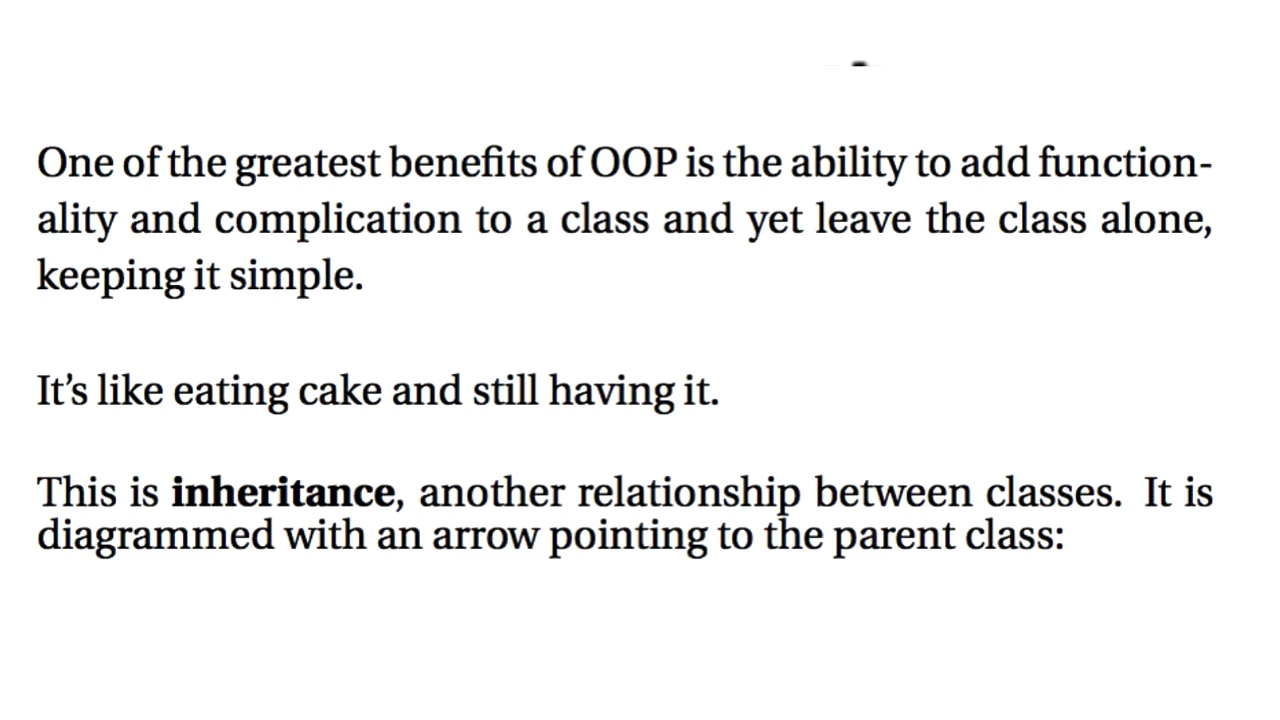 One of the greatest benefits of OOP is the ability to add function-
ality and complication to a class and yet leave the class alone,
keeping it simple.
It’s like eating cake and still having it.
This is inheritance, another relationship between classes. It is
diagrammed with an arrow pointing to the parent class: